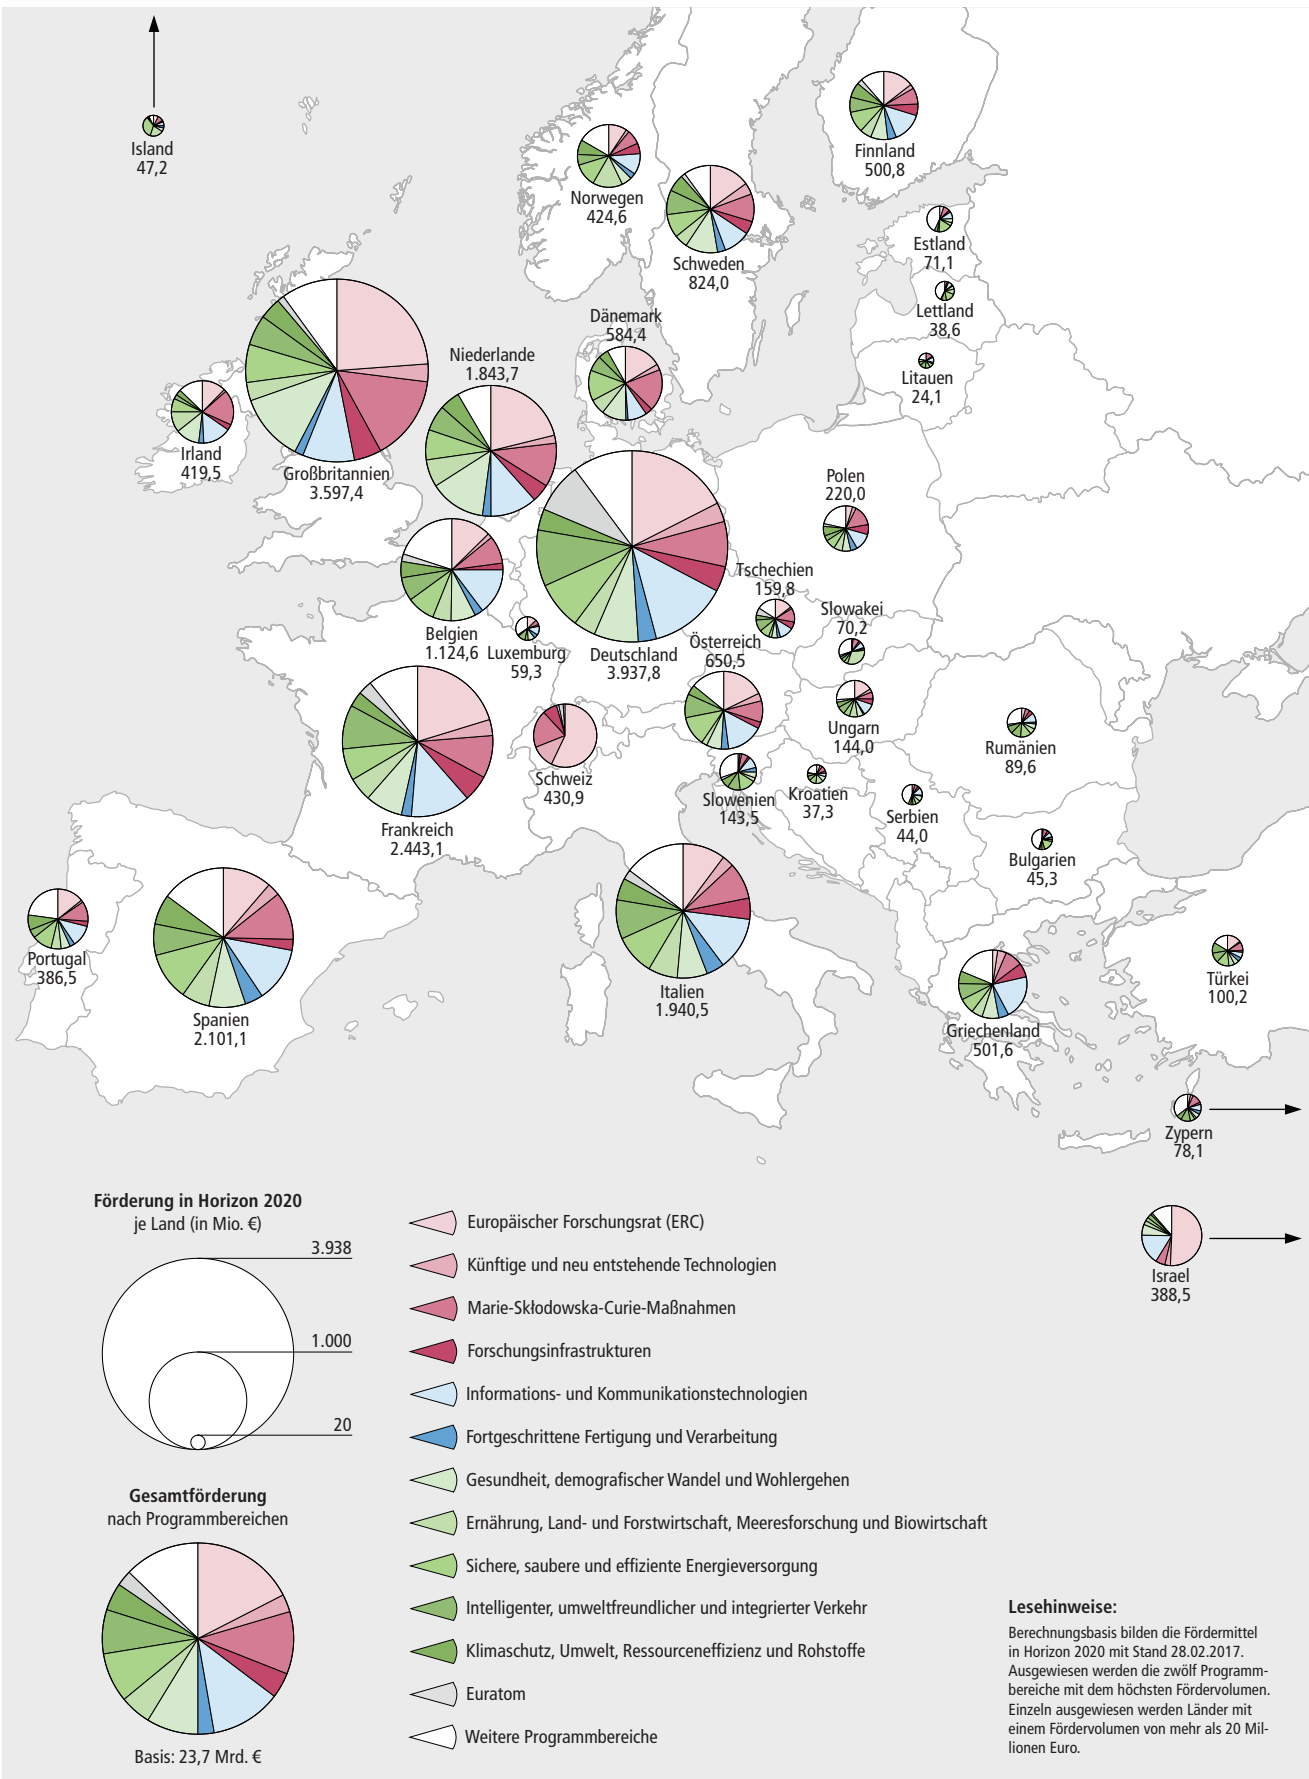 Island
47,2
Finnland
500,8
Norwegen
424,6
Schweden
824,0
Estland
71,1
Lettland
38,6
Litauen
24,1
Dänemark
584,4
Niederlande
1.843,7
Irland
419,5
Großbritannien
3.597,4
Polen
220,0
Tschechien
159,8
Slowakei
70,2
Belgien
1.124,6
Luxemburg
59,3
Deutschland
3.937,8
Österreich
650,5
Ungarn
144,0
Rumänien
89,6
Schweiz
430,9
Slowenien
143,5
Kroatien
37,3
Serbien
44,0
Frankreich
2.443,1
Bulgarien
45,3
Portugal
386,5
Spanien
2.101,1
Italien
1.940,5
Griechenland
501,6
Türkei
100,2
Zypern
78,1
Israel
388,5
Förderung in Horizon 2020
je Land (in Mio. €)
3.938
1.000
20
Gesamtförderung
nach Programmbereichen
Basis: 23,7 Mrd. €
Europäischer Forschungsrat (ERC)
Künftige und neu entstehende Technologien
Marie-Skłodowska-Curie-Maßnahmen
Forschungsinfrastrukturen
Informations- und Kommunikationstechnologien
Fortgeschrittene Fertigung und Verarbeitung
Gesundheit, demografischer Wandel und Wohlergehen
Ernährung, Land- und Forstwirtschaft, Meeresforschung und Biowirtschaft
Sichere, saubere und effiziente Energieversorgung
Intelligenter, umweltfreundlicher und integrierter Verkehr
Klimaschutz, Umwelt, Ressourceneffizienz und Rohstoffe
Euratom
Weitere Programmbereiche
Lesehinweise:
Berechnungsbasis bilden die Fördermittel
in Horizon 2020 mit Stand 28.02.2017.
Ausgewiesen werden die zwölf Programm-
bereiche mit dem höchsten Fördervolumen.
Einzeln ausgewiesen werden Länder mit
einem Fördervolumen von mehr als 20 Mil-
lionen Euro.